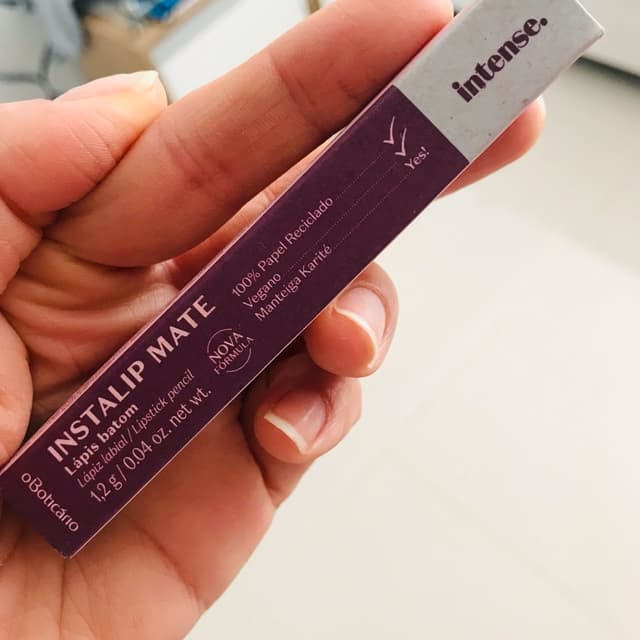 intense.
100% Papel Reciclado
Vegano
Manteiga Karité Yes!
INSTALIP MATE
Lápis batom
Lápiz labial / Lipstick pencil
1,2 g / 0.04 oz. net wt.
NOVA
FÓRMULA
oBoticário